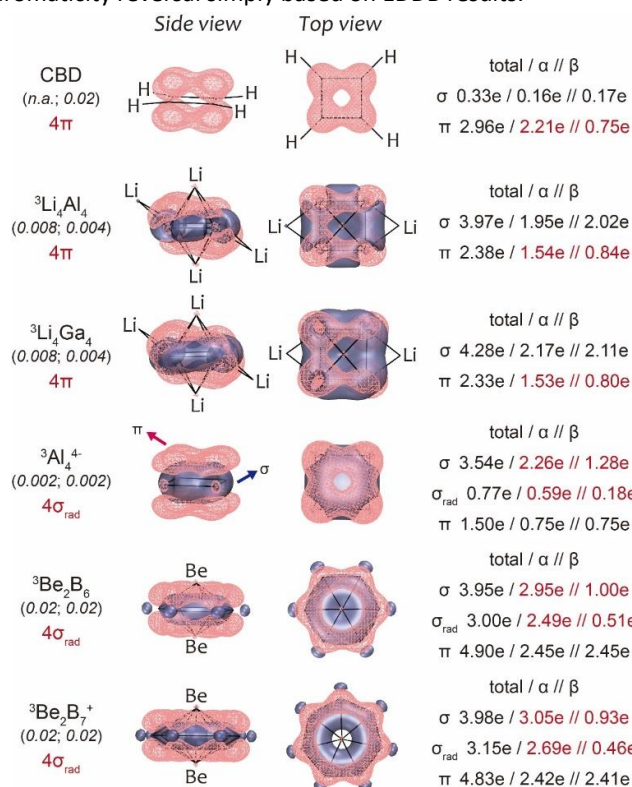 romaticity reversal simply based on EDDB results.
Side view
Top view
CBD
(n.a.; 0.02)
4π
H
H
H
H
H
H
H
H
total / α // β
σ 0.33e / 0.16e // 0.17e
π 2.96e / 2.21e // 0.75e
³Li₄Al₄
(0.008; 0.004)
4π
Li
Li
Li
Li
Li
Li
total / α // β
σ 3.97e / 1.95e // 2.02e
π 2.38e / 1.54e // 0.84e
³Li₄Ga₄
(0.008; 0.004)
4π
Li
Li
Li
Li
Li
Li
total / α // β
σ 4.28e / 2.17e // 2.11e
π 2.33e / 1.53e // 0.80e
³Al₄⁴⁻
(0.002; 0.002)
4σrad
π
σ
total / α // β
σ 3.54e / 2.26e // 1.28e
σrad 0.77e / 0.59e // 0.18e
π 1.50e / 0.75e // 0.75e
³Be₂B₆
(0.02; 0.02)
4σrad
Be
Be
total / α // β
σ 3.95e / 2.95e // 1.00e
σrad 3.00e / 2.49e // 0.51e
π 4.90e / 2.45e // 2.45e
³Be₂B₇⁺
(0.02; 0.02)
4σrad
Be
Be
total / α // β
σ 3.98e / 3.05e // 0.93e
σrad 3.15e / 2.69e // 0.46e
π 4.83e / 2.42e // 2.41e